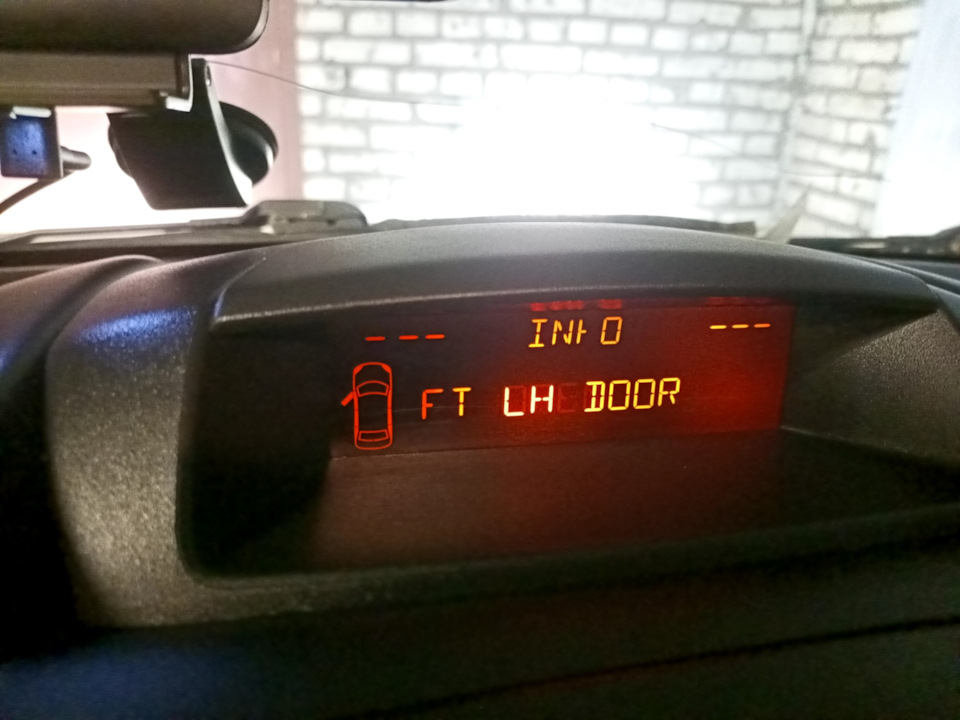 --- INFO ---
FT LH DOOR